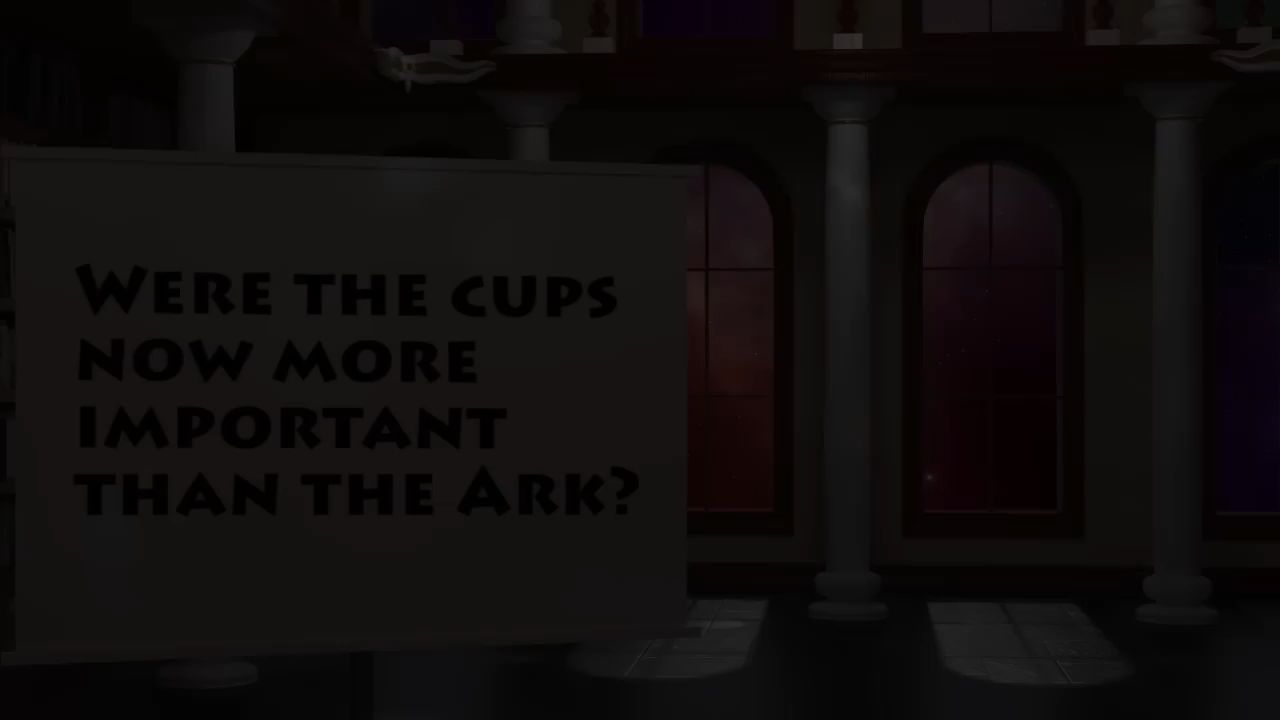 Were the cups
now more
important
than the Ark?